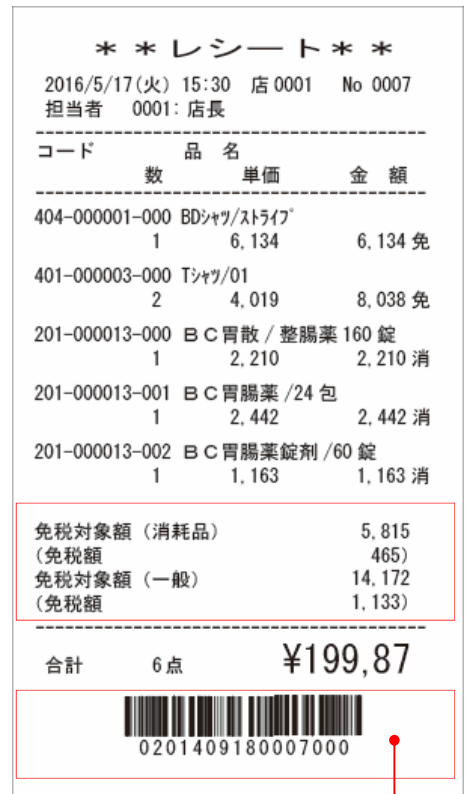 ＊＊レシート＊＊
2016/5/17(火) 15:30 店0001 No 0007
担当者 0001: 店長
コード 品 名
数 単価 金 額
404-000001-000 BDｼｬﾂ/ｽﾄﾗｲﾌﾟ
1 6,134 6,134 免
401-000003-000 Tｼｬﾂ/01
2 4,019 8,038 免
201-000013-000 ＢＣ胃散 / 整腸薬 160 錠
1 2,210 2,210 消
201-000013-001 ＢＣ胃腸薬 /24 包
1 2,442 2,442 消
201-000013-002 ＢＣ胃腸薬錠剤 /60 錠
1 1,163 1,163 消
免税対象額（消耗品） 5,815
(免税額 465)
免税対象額（一般） 14,172
(免税額 1,133)
合計 6点 ¥199,87
0201409180007000